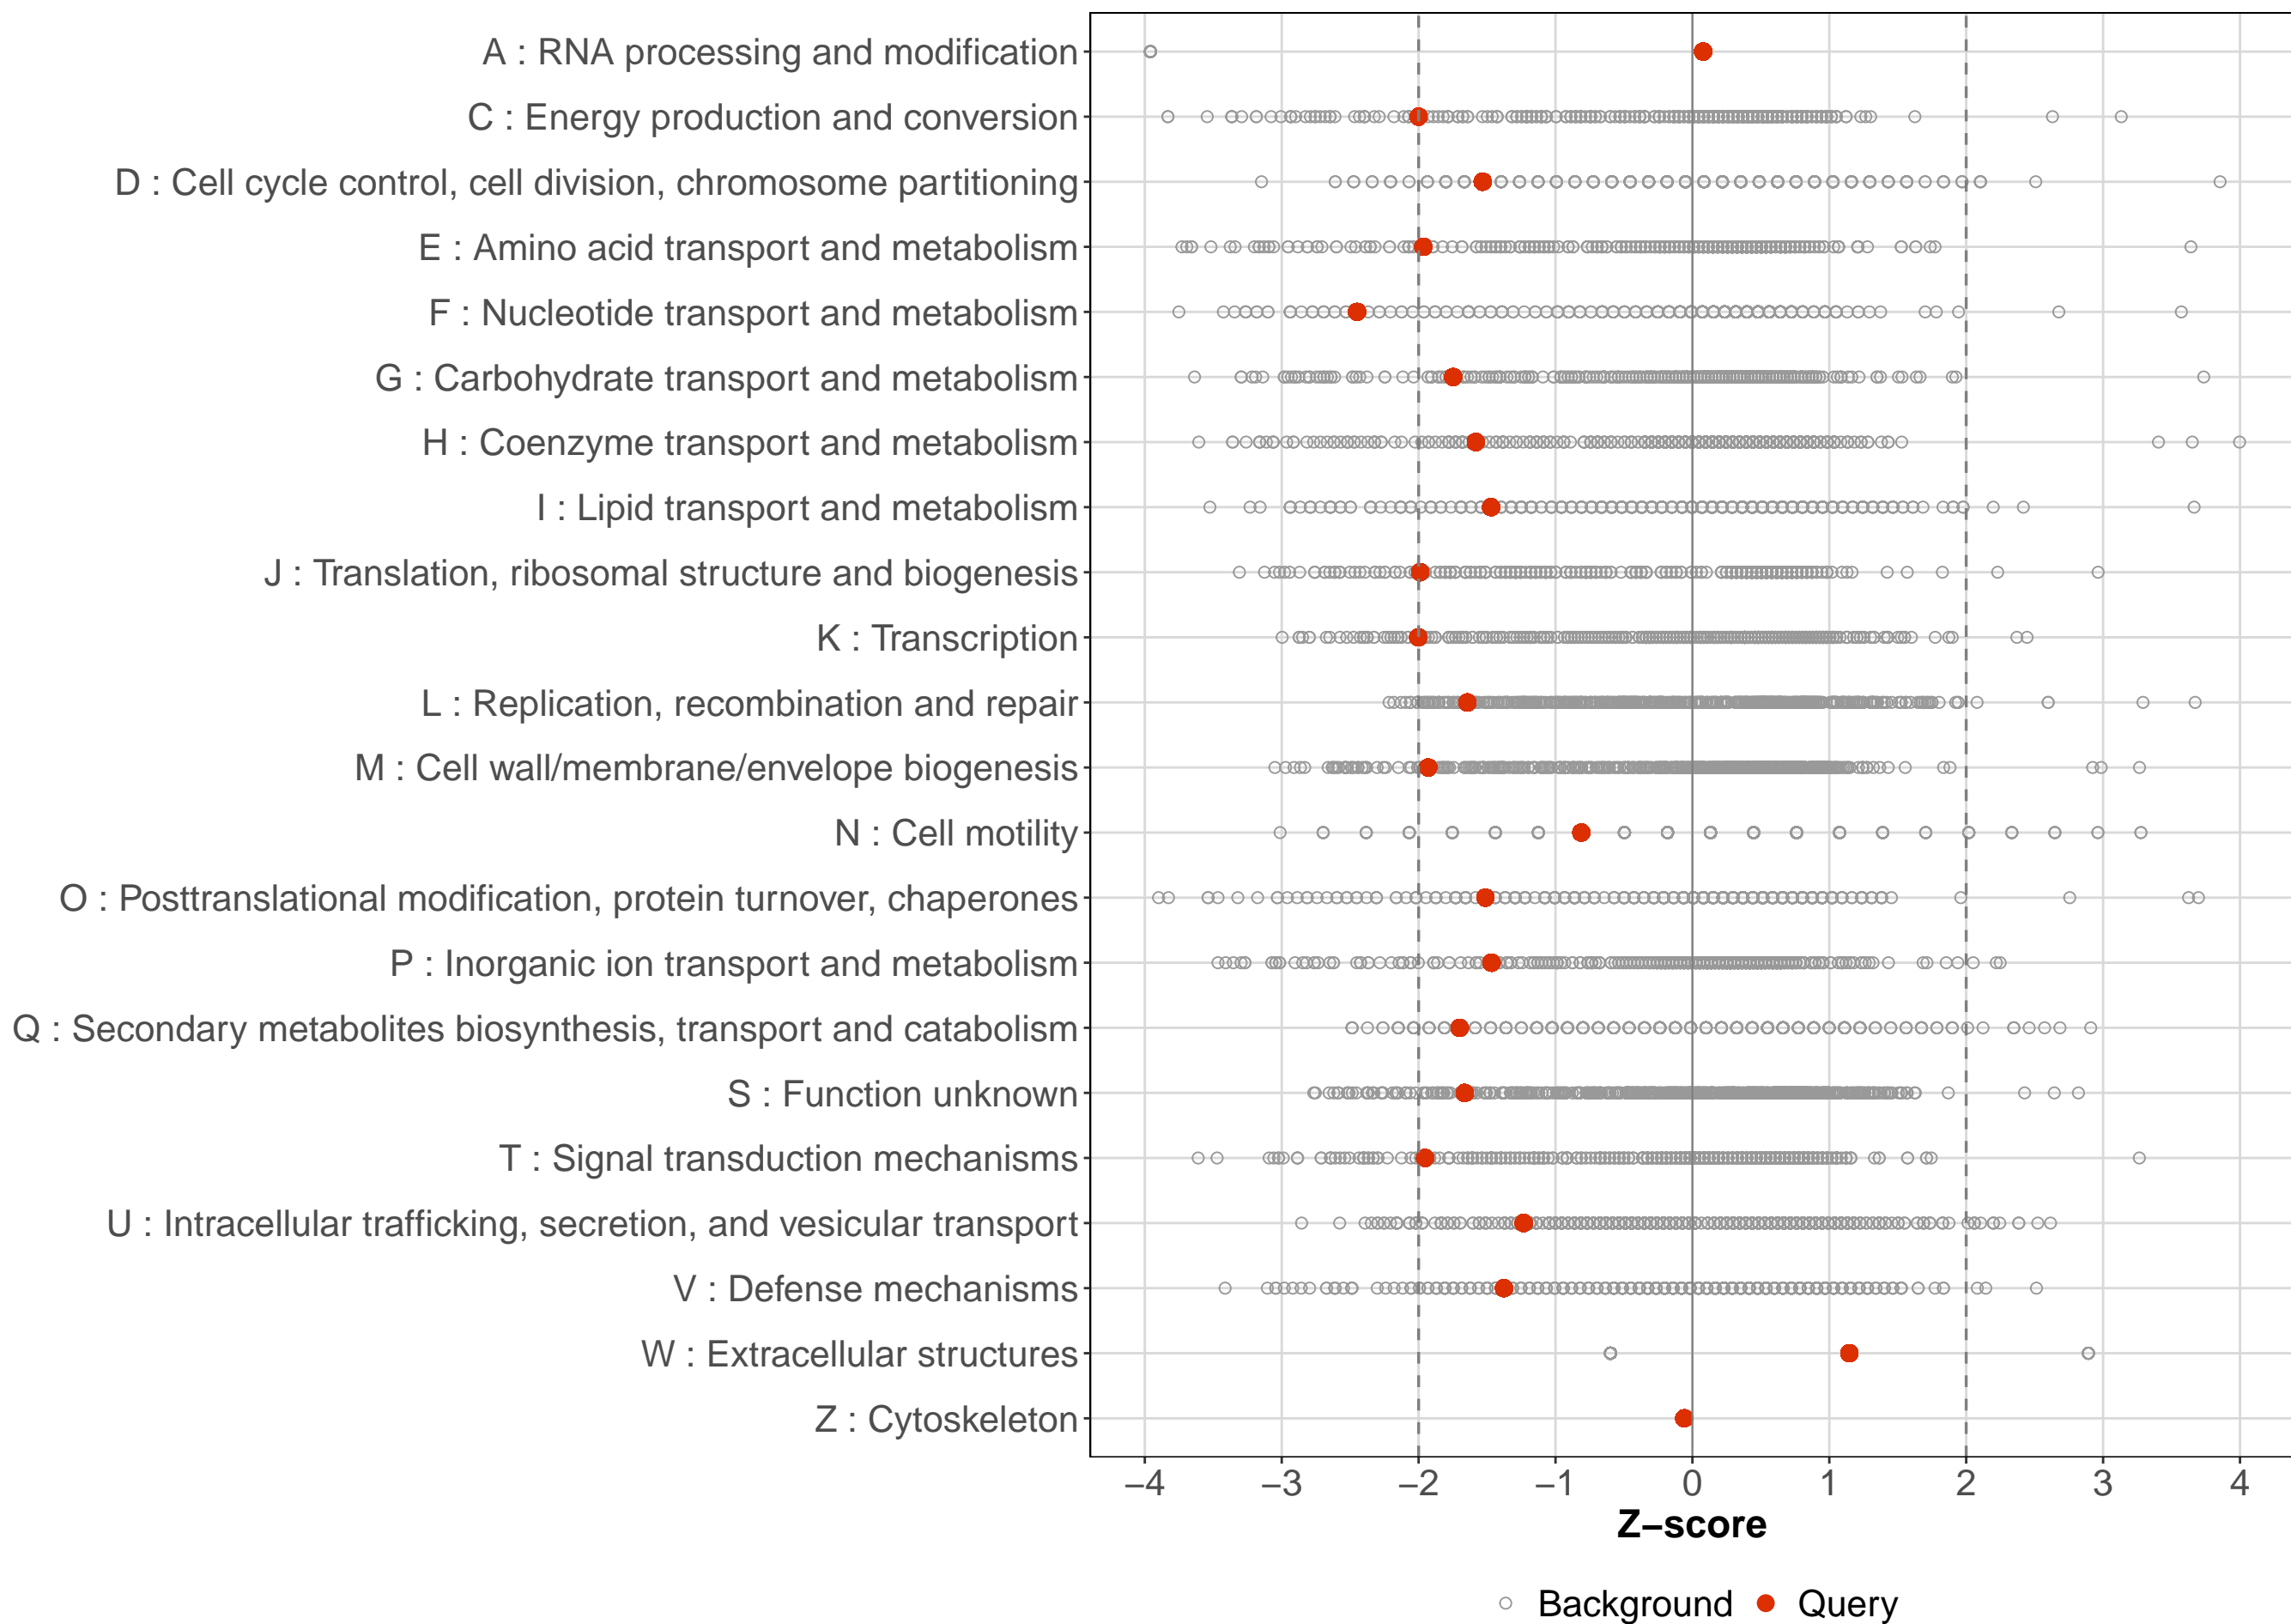 A : RNA processing and modification
C : Energy production and conversion
D : Cell cycle control, cell division, chromosome partitioning
E : Amino acid transport and metabolism
F : Nucleotide transport and metabolism
G : Carbohydrate transport and metabolism
H : Coenzyme transport and metabolism
I : Lipid transport and metabolism
J : Translation, ribosomal structure and biogenesis
K : Transcription
L : Replication, recombination and repair
M : Cell wall/membrane/envelope biogenesis
N : Cell motility
O : Posttranslational modification, protein turnover, chaperones
P : Inorganic ion transport and metabolism
Q : Secondary metabolites biosynthesis, transport and catabolism
S : Function unknown
T : Signal transduction mechanisms
U : Intracellular trafficking, secretion, and vesicular transport
V : Defense mechanisms
W : Extracellular structures
Z : Cytoskeleton
−4 −3 −2 −1 0 1 2 3 4
Z−score
Background Query